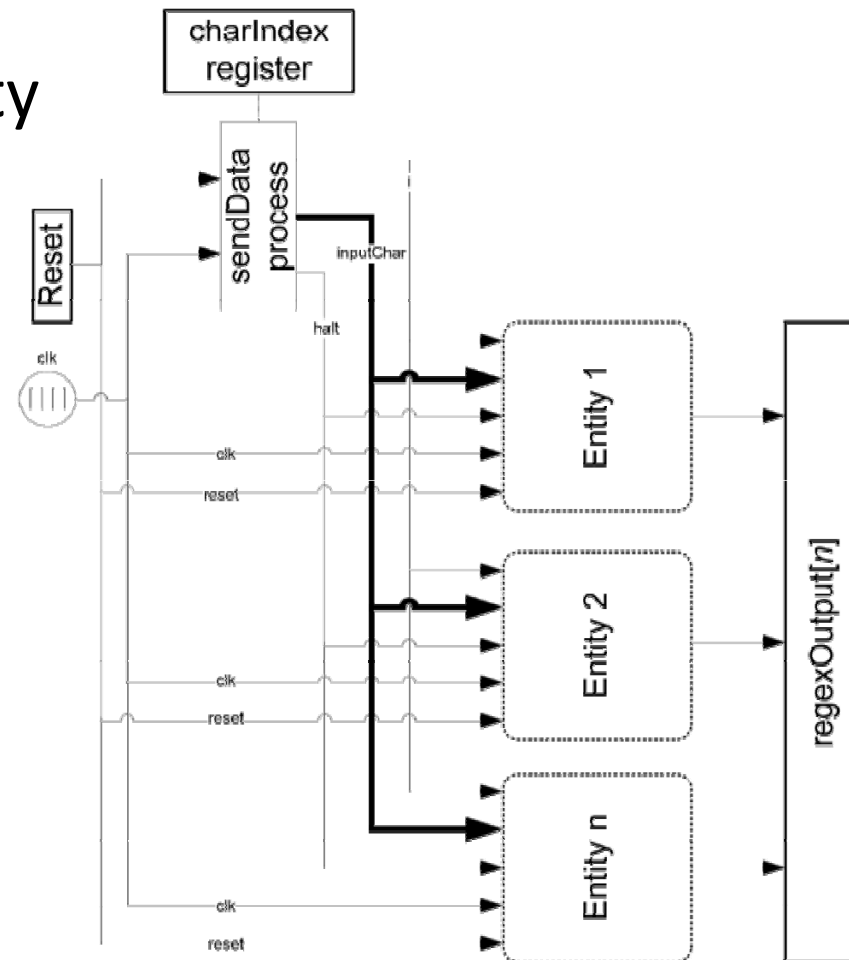 ty
charIndex
register
sendData
process
Reset
inputChar
halt
clk
Entity 1
clk
reset
Entity 2
clk
reset
regexOutput[n]
Entity n
clk
reset